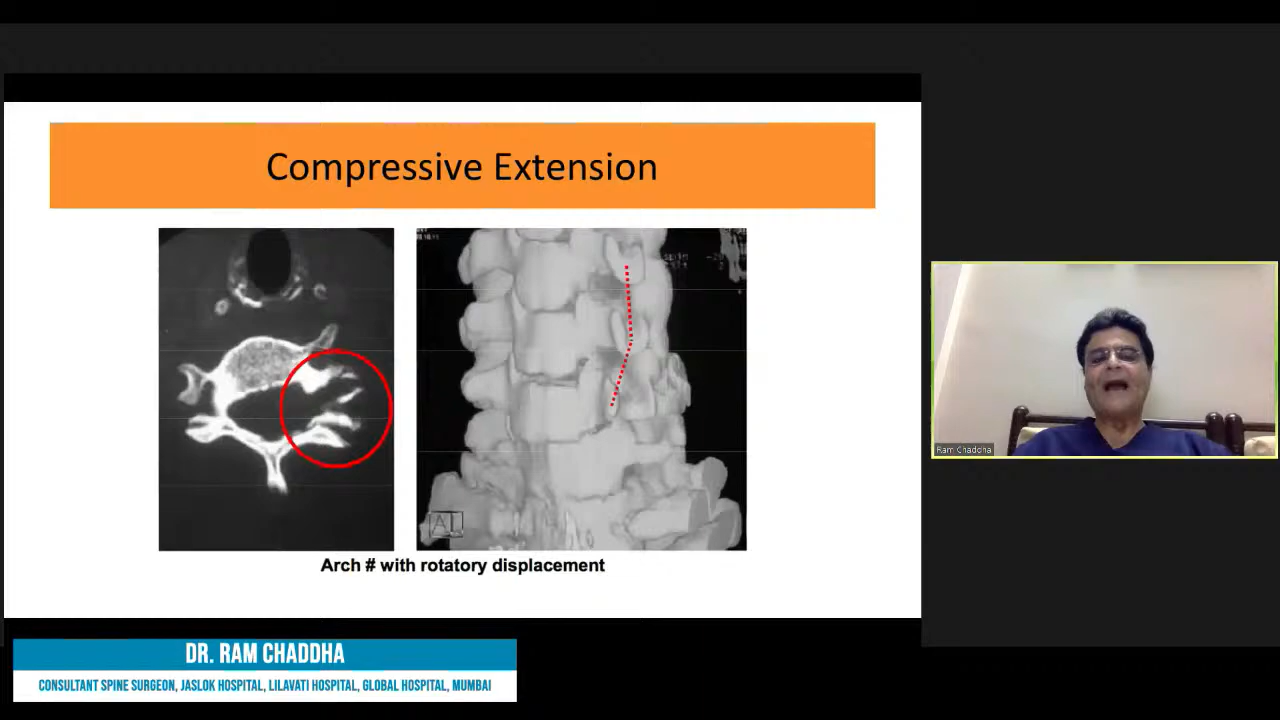 Compressive Extension
Arch # with rotatory displacement
Ram Chaddha
DR. RAM CHADDHA
CONSULTANT SPINE SURGEON, JASLOK HOSPITAL, LILAVATI HOSPITAL, GLOBAL HOSPITAL, MUMBAI